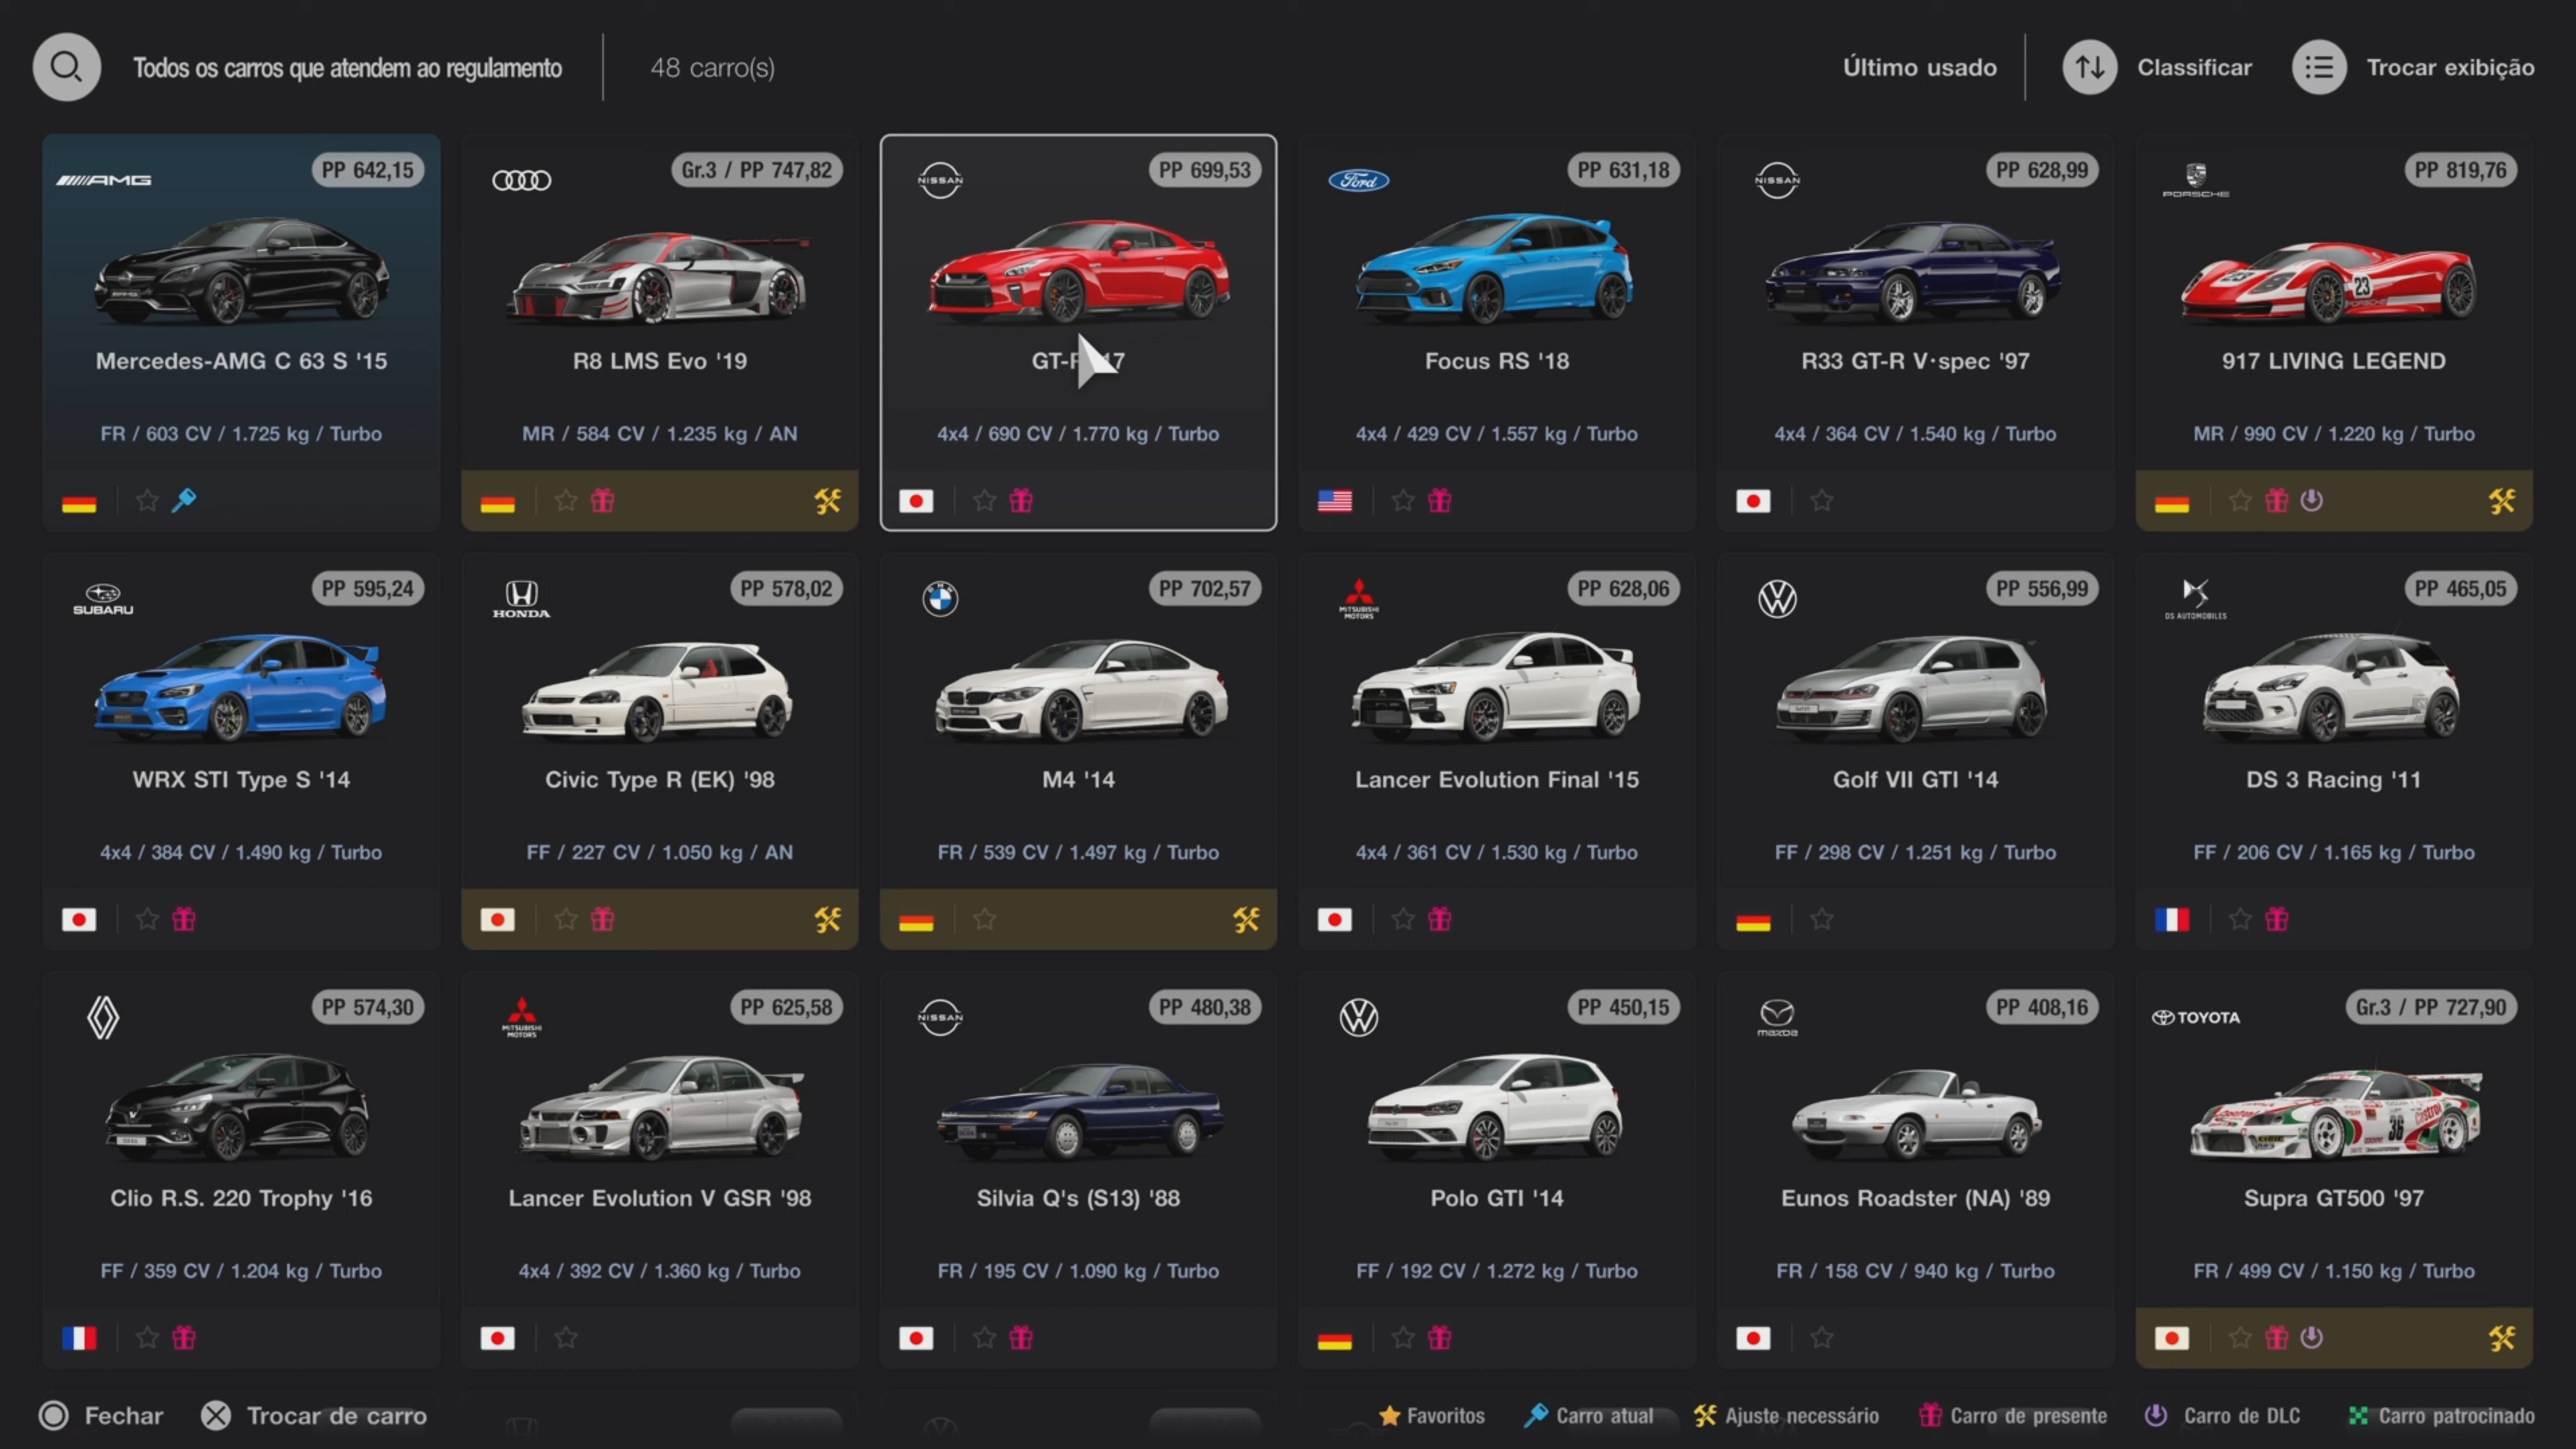 Todos os carros que atendem ao regulamento
48 carro(s)
Último usado
Classificar
Trocar exibição
AMG
PP 642,15
Mercedes-AMG C 63 S '15
FR / 603 CV / 1.725 kg / Turbo
Gr.3 / PP 747,82
R8 LMS Evo '19
MR / 584 CV / 1.235 kg / AN
NISSAN
PP 699,53
4x4 / 690 CV / 1.770 kg / Turbo
Ford
PP 631,18
Focus RS '18
4x4 / 429 CV / 1.557 kg / Turbo
NISSAN
PP 628,99
R33 GT-R V·spec '97
4x4 / 364 CV / 1.540 kg / Turbo
PORSCHE
PP 819,76
23
23
917 LIVING LEGEND
MR / 990 CV / 1.220 kg / Turbo
SUBARU
PP 595,24
WRX STI Type S '14
4x4 / 384 CV / 1.490 kg / Turbo
HONDA
PP 578,02
Civic Type R (EK) '98
FF / 227 CV / 1.050 kg / AN
PP 702,57
M4 '14
FR / 539 CV / 1.497 kg / Turbo
MITSUBISHI
MOTORS
PP 628,06
Lancer Evolution Final '15
4x4 / 361 CV / 1.530 kg / Turbo
PP 556,99
Golf VII GTI '14
FF / 298 CV / 1.251 kg / Turbo
DS AUTOMOBILES
PP 465,05
DS 3 Racing '11
FF / 206 CV / 1.165 kg / Turbo
PP 574,30
Clio R.S. 220 Trophy '16
FF / 359 CV / 1.204 kg / Turbo
MITSUBISHI
MOTORS
PP 625,58
Lancer Evolution V GSR '98
4x4 / 392 CV / 1.360 kg / Turbo
NISSAN
PP 480,38
Silvia Q's (S13) '88
FR / 195 CV / 1.090 kg / Turbo
PP 450,15
Polo GTI '14
FF / 192 CV / 1.272 kg / Turbo
mazda
PP 408,16
Eunos Roadster (NA) '89
FR / 158 CV / 940 kg / Turbo
TOYOTA
Gr.3 / PP 727,90
Castrol
36
Supra GT500 '97
FR / 499 CV / 1.150 kg / Turbo
Fechar
Trocar de carro
Favoritos
Carro atual
Ajuste necessário
Carro de presente
Carro de DLC
Carro patrocinado